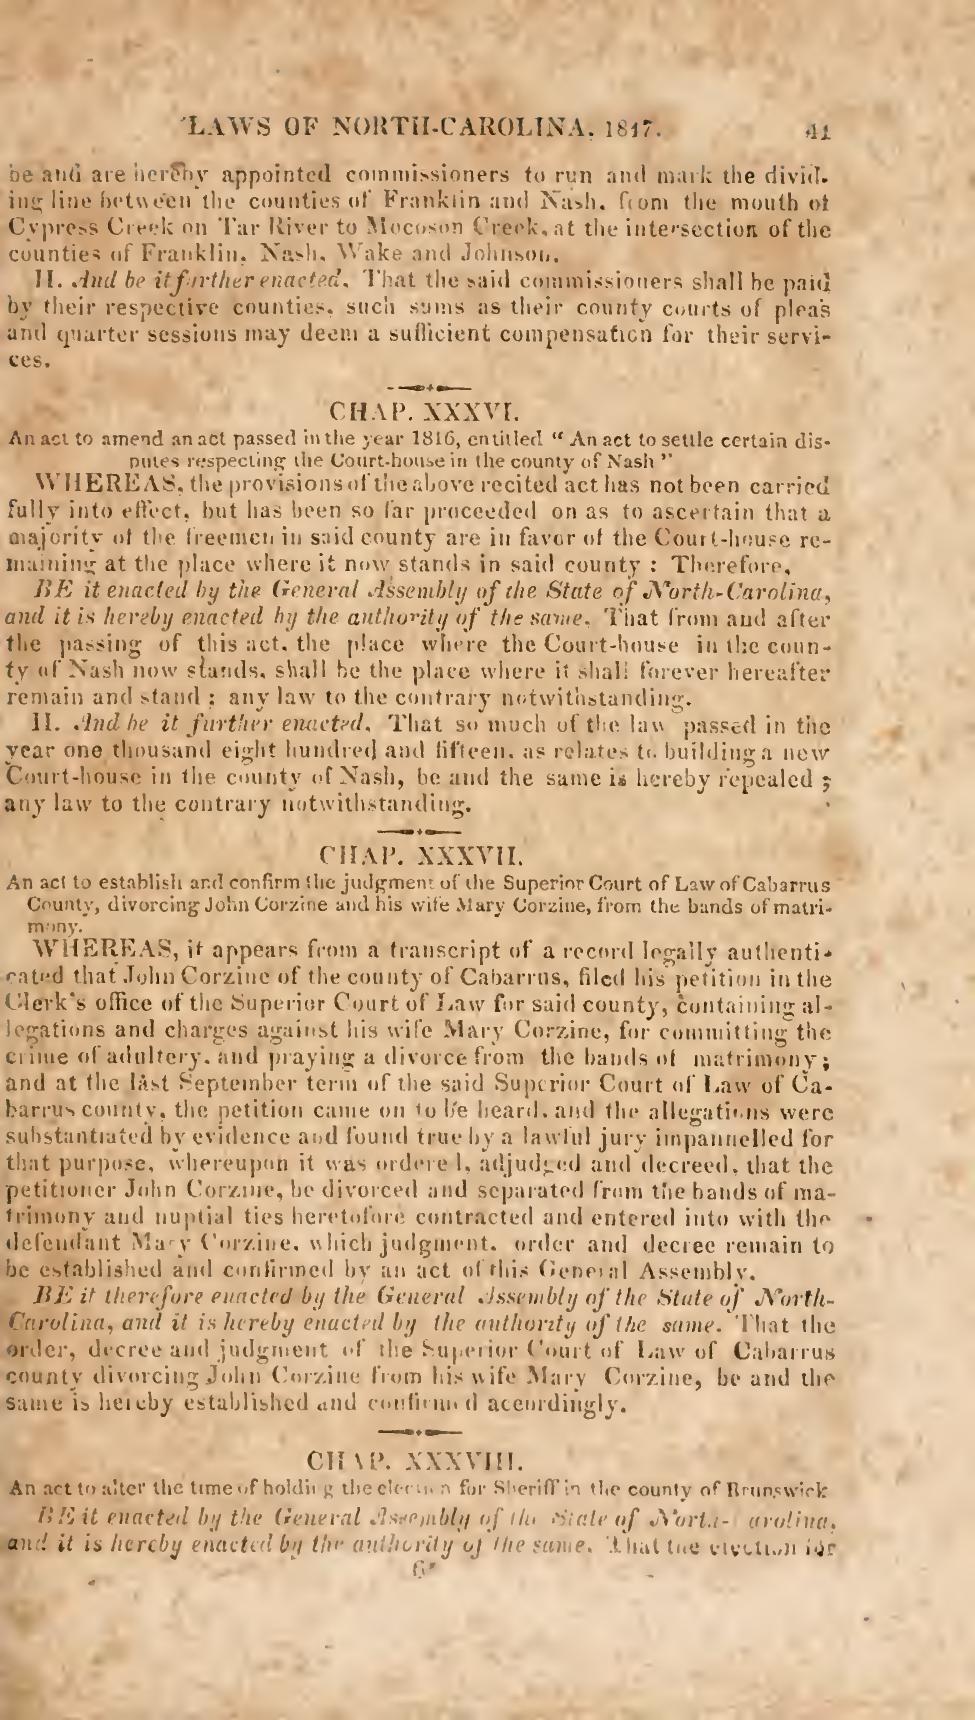 LAWS OF NORTH-CAROLINA, 1817. 41
be and are hereby appointed commissioners to run and mark the divid-
ing line between the counties of Franklin and Nash, from the mouth of
Cypress Creek on Tar River to Mocoson Creek, at the intersection of the
counties of Franklin, Nash, Wake and Johnson.
II. And be it further enacted, That the said commissioners shall be paid
by their respective counties, such sums as their county courts of pleas
and quarter sessions may deem a sufficient compensation for their servi-
ces.
CHAP. XXXVI.
An act to amend an act passed in the year 1816, entitled “ An act to settle certain dis-
putes respecting the Court-house in the county of Nash ”
WHEREAS, the provisions of the above recited act has not been carried
fully into effect, but has been so far proceeded on as to ascertain that a
majority of the freemen in said county are in favor of the Court-house re-
maining at the place where it now stands in said county : Therefore,
BE it enacted by the General Assembly of the State of North-Carolina,
and it is hereby enacted by the authority of the same, That from and after
the passing of this act, the place where the Court-house in the coun-
ty of Nash now stands, shall be the place where it shall forever hereafter
remain and stand ; any law to the contrary notwithstanding.
II. And be it further enacted, That so much of the law passed in the
year one thousand eight hundred and fifteen, as relates to building a new
Court-house in the county of Nash, be and the same is hereby repealed ;
any law to the contrary notwithstanding.
CHAP. XXXVII.
An act to establish and confirm the judgment of the Superior Court of Law of Cabarrus
County, divorcing John Corzine and his wife Mary Corzine, from the bands of matri-
mony.
WHEREAS, it appears from a transcript of a record legally authenti-
cated that John Corzine of the county of Cabarrus, filed his petition in the
Clerk's office of the Superior Court of Law for said county, containing al-
legations and charges against his wife Mary Corzine, for committing the
crime of adultery, and praying a divorce from the bands of matrimony ;
and at the last September term of the said Superior Court of Law of Ca-
barrus county, the petition came on to be heard, and the allegations were
substantiated by evidence and found true by a lawful jury impannelled for
that purpose, whereupon it was ordered, adjudged and decreed, that the
petitioner John Corzine, be divorced and separated from the bands of ma-
trimony and nuptial ties heretofore contracted and entered into with the
defendant Mary Corzine, which judgment, order and decree remain to
be established and confirmed by an act of this General Assembly.
BE it therefore enacted by the General Assembly of the State of North-
Carolina, and it is hereby enacted by the authority of the same. That the
order, decree and judgment of the Superior Court of Law of Cabarrus
county divorcing John Corzine from his wife Mary Corzine, be and the
same is hereby established and confirmed accordingly.
CHAP. XXXVIII.
An act to alter the time of holding the election for Sheriff in the county of Brunswick
BE it enacted by the General Assembly of the State of North-Carolina,
and it is hereby enacted by the authority of the same, That the election for
6*